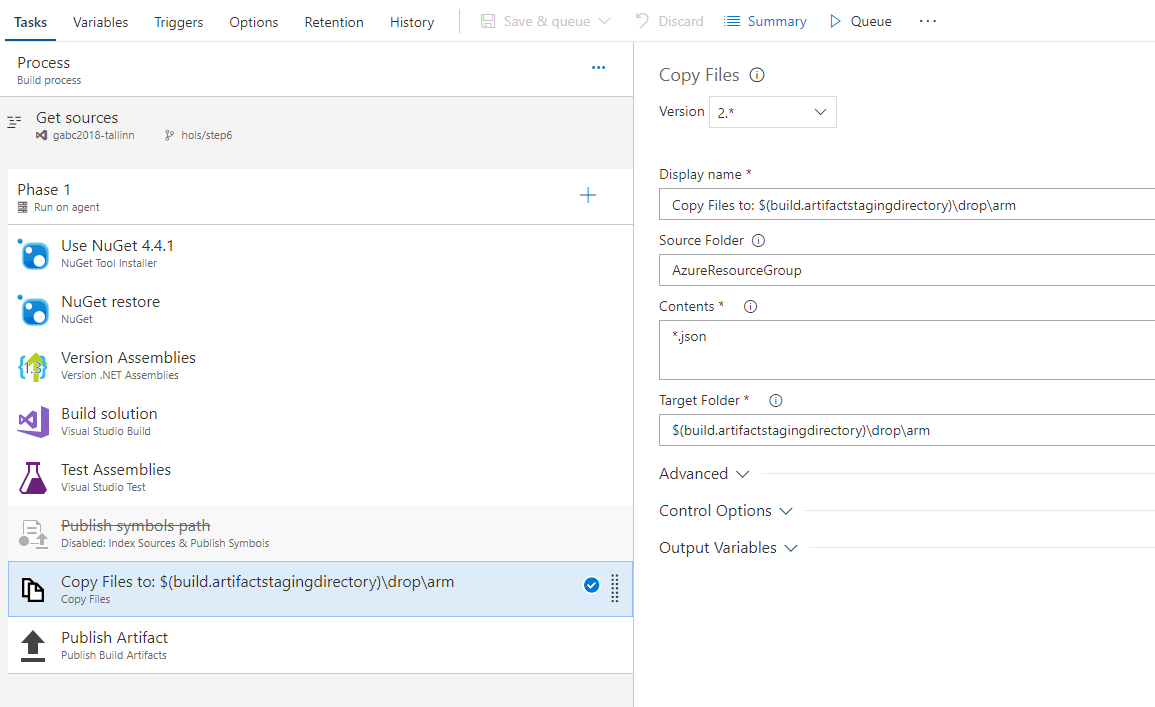 Tasks Variables Triggers Options Retention History Save & queue Discard Summary Queue ...
Process
Build process
Get sources
gabc2018-tallinn hols/step6
Phase 1
Run on agent
Use NuGet 4.4.1
NuGet Tool Installer
NuGet restore
NuGet
Version Assemblies
Version .NET Assemblies
Build solution
Visual Studio Build
Test Assemblies
Visual Studio Test
Publish symbols path
Disabled: Index Sources & Publish Symbols
Copy Files to: $(build.artifactstagingdirectory)\drop\arm
Copy Files
Publish Artifact
Publish Build Artifacts
Copy Files
Version 2.*
Display name *
Copy Files to: $(build.artifactstagingdirectory)\drop\arm
Source Folder
AzureResourceGroup
Contents *
*.json
Target Folder *
$(build.artifactstagingdirectory)\drop\arm
Advanced
Control Options
Output Variables